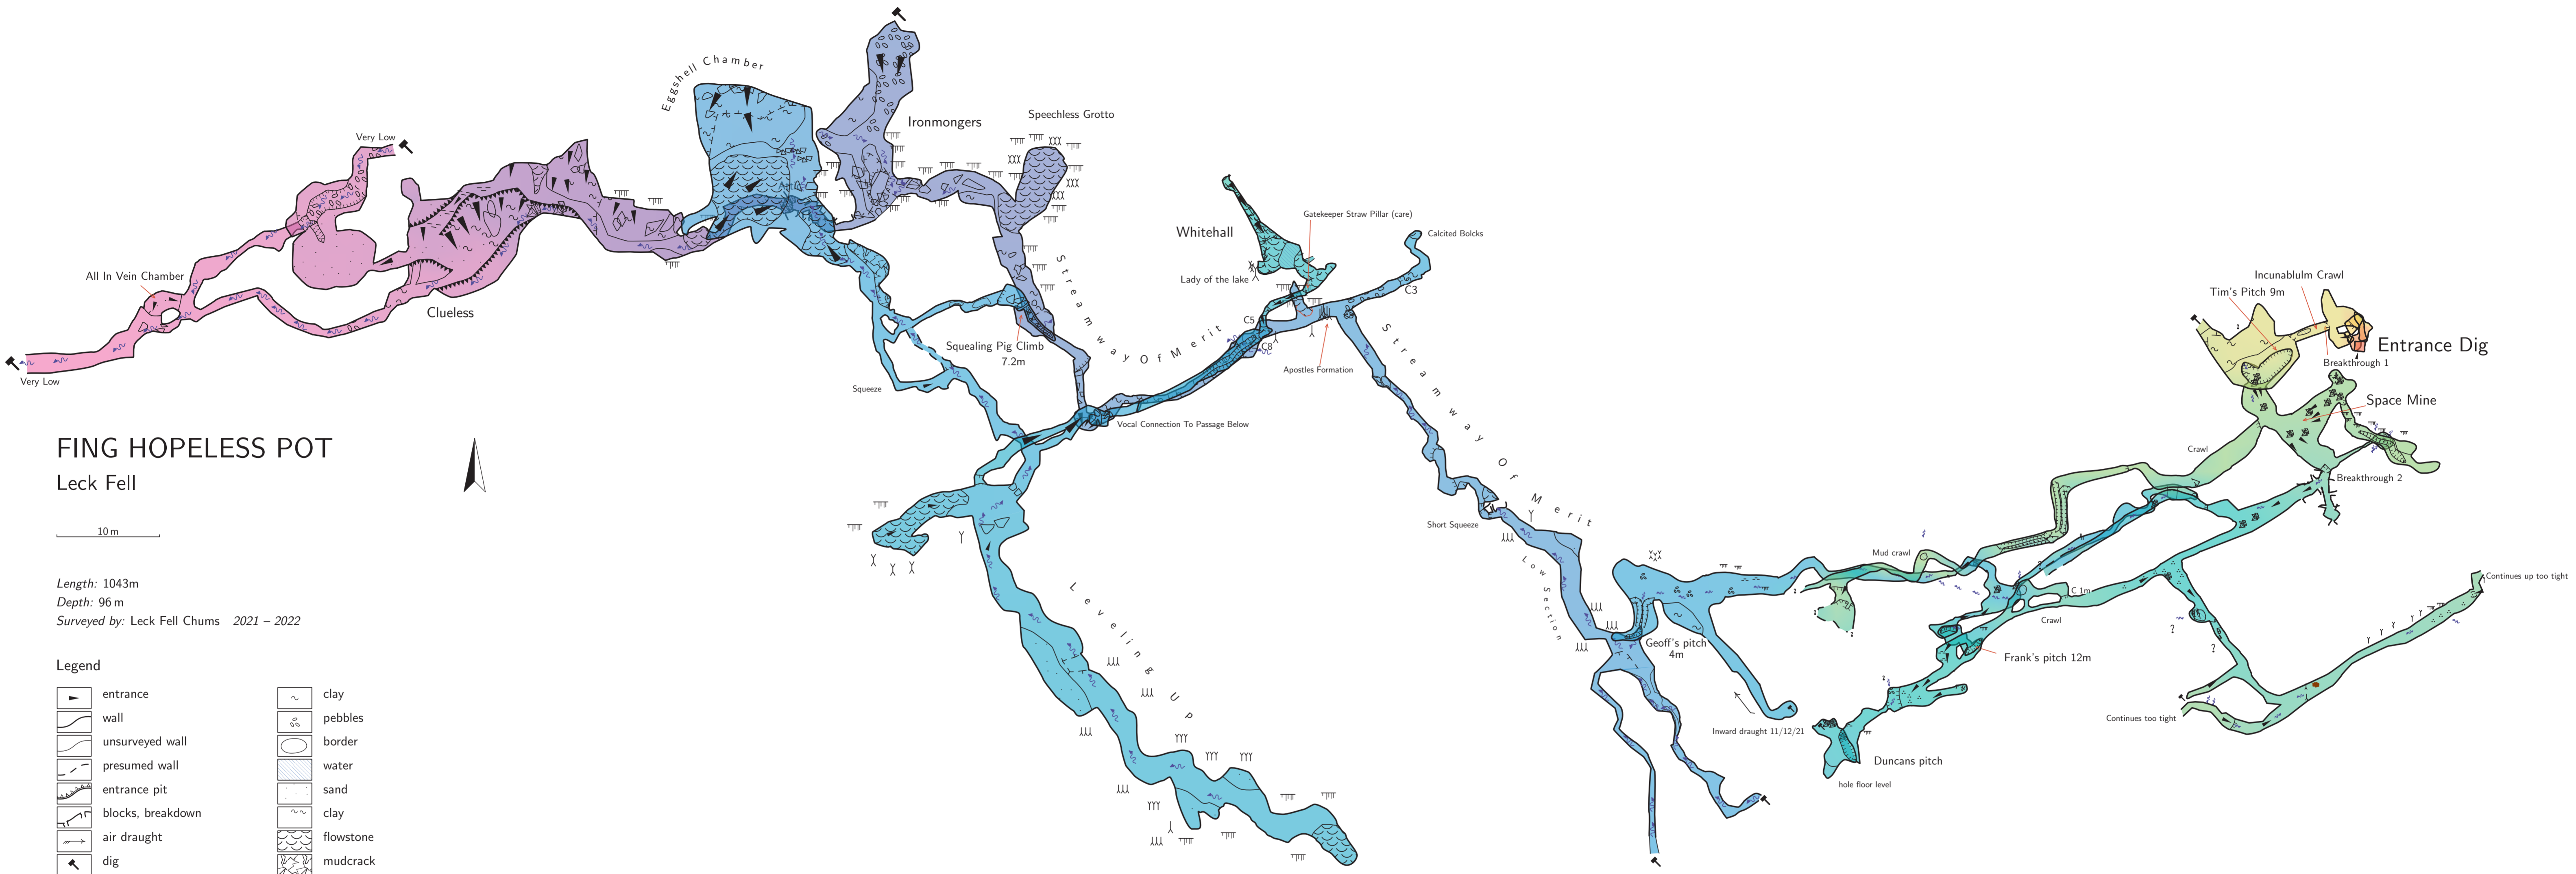 Eggshell Chamber
Very Low
Ironmongers
Speechless Grotto
All In Vein Chamber
Clueless
Very Low
Squealing Pig Climb
7.2m
Squeeze
Streamway Of Merit
Vocal Connection To Passage Below
Whitehall
Lady of the lake
Gatekeeper Straw Pillar (care)
Calcited Bolcks
C3
C5
C8
Apostles Formation
Streamway Of Merit
Short Squeeze
Low Section
Leveling Up
Geoff's pitch
4m
Inward draught 11/12/21
Mud crawl
Crawl
Incunablulm Crawl
Tim's Pitch 9m
Entrance Dig
Breakthrough 1
Space Mine
Breakthrough 2
C 1m
Crawl
Frank's pitch 12m
Duncans pitch
hole floor level
?
?
Continues up too tight
Continues too tight
FING HOPELESS POT
Leck Fell
10 m
Length: 1043m
Depth: 96 m
Surveyed by: Leck Fell Chums 2021 – 2022
Legend
entrance
wall
unsurveyed wall
presumed wall
entrance pit
blocks, breakdown
air draught
dig
clay
pebbles
border
water
sand
clay
flowstone
mudcrack